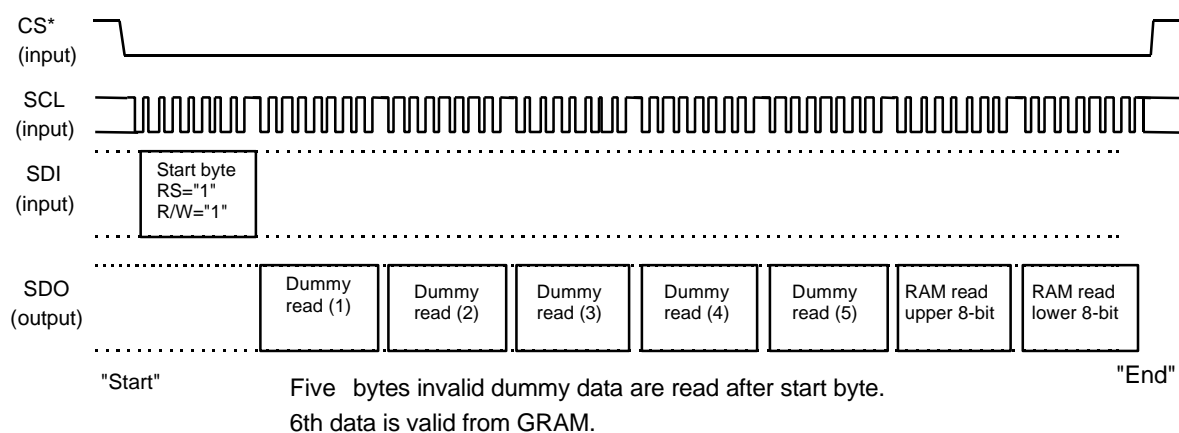 CS*
(input)
SCL
(input)
SDI
(input)
Start byte
RS="1"
R/W="1"
SDO
(output)
Dummy
read (1)
Dummy
read (2)
Dummy
read (3)
Dummy
read (4)
Dummy
read (5)
RAM read
upper 8-bit
RAM read
lower 8-bit
"Start"
"End"
Five bytes invalid dummy data are read after start byte.
6th data is valid from GRAM.